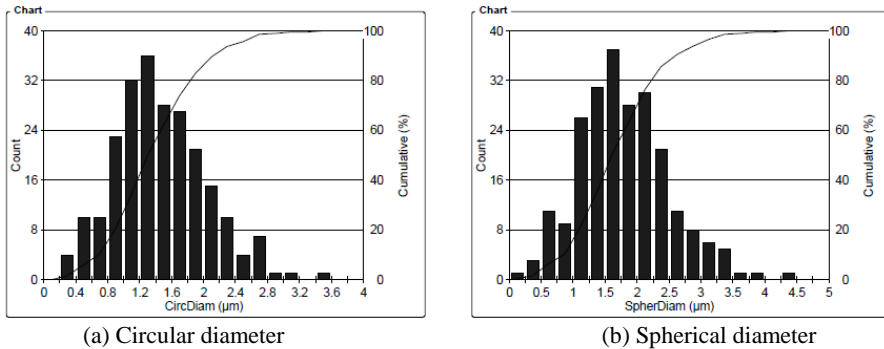 Chart
40
32
24
16
8
0
Count
100
80
60
40
20
0
Cumulative (%)
0 0.4 0.8 1.2 1.6 2 2.4 2.8 3.2 3.6 4
CircDiam (µm)
(a) Circular diameter
Chart
40
32
24
16
8
0
Count
100
80
60
40
20
0
Cumulative (%)
0 0.5 1 1.5 2 2.5 3 3.5 4 4.5 5
SpherDiam (µm)
(b) Spherical diameter